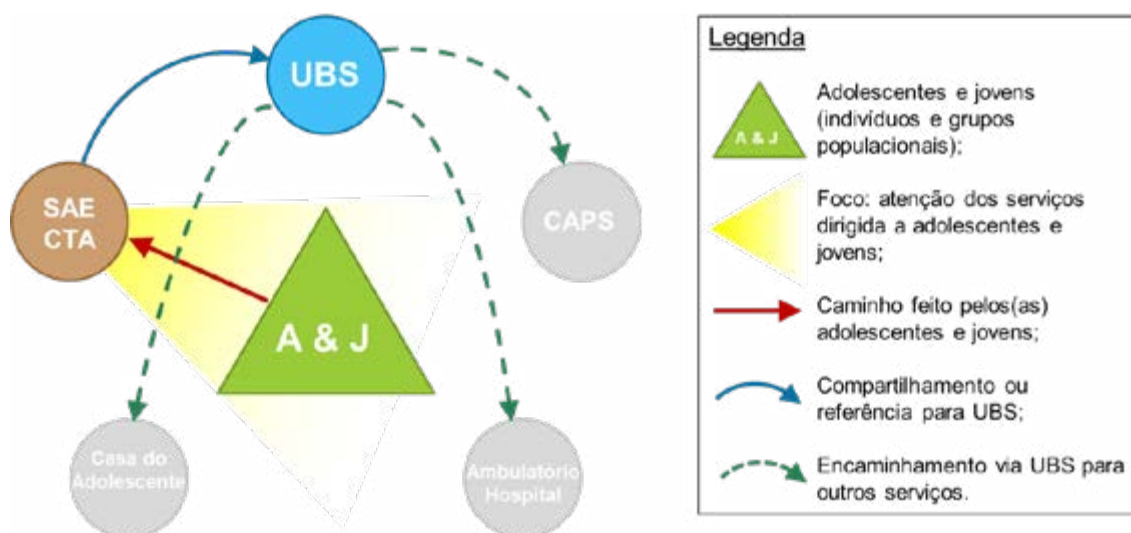 UBS
SAE
CTA
CAPS
A & J
Casa do
Adolescente
Ambulatório
Hospital
Legenda
A & J
Adolescentes e jovens
(indivíduos e grupos
populacionais);
Foco: atenção dos serviços
dirigida a adolescentes e
jovens;
Caminho feito pelos(as)
adolescentes e jovens;
Compartilhamento ou
referência para UBS;
Encaminhamento via UBS para
outros serviços.